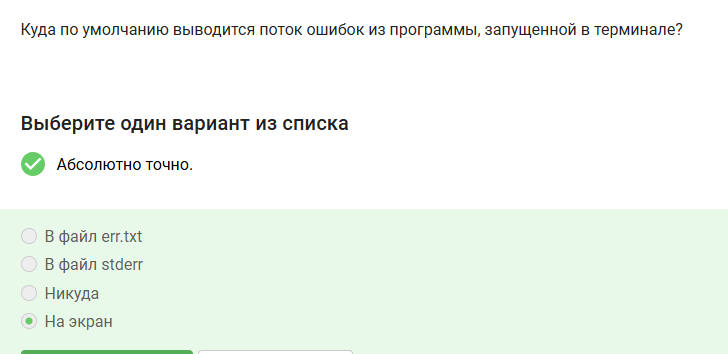 Куда по умолчанию выводится поток ошибок из программы, запущенной в терминале?
Выберите один вариант из списка
Абсолютно точно.
В файл err.txt
В файл stderr
Никуда
На экран